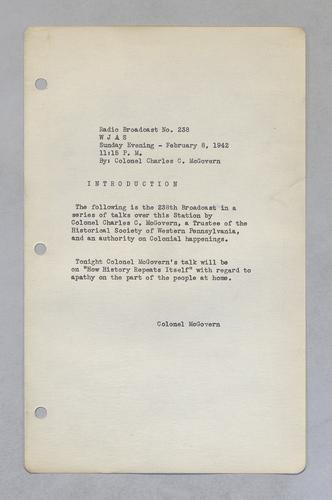 Radio Broadcast No. 238
W J A S
Sunday Evening - February 8, 1942
11:15 P. M.
By: Colonel Charles C. McGovern
I N T R O D U C T I O N
The following is the 238th Broadcast in a
series of talks over this Station by
Colonel Charles C. McGovern, a Trustee of the
Historical Society of Western Pennsylvania,
and an authority on Colonial happenings.
Tonight Colonel McGovern's talk will be
on "How History Repeats Itself" with regard to
apathy on the part of the people at home.
Colonel McGovern